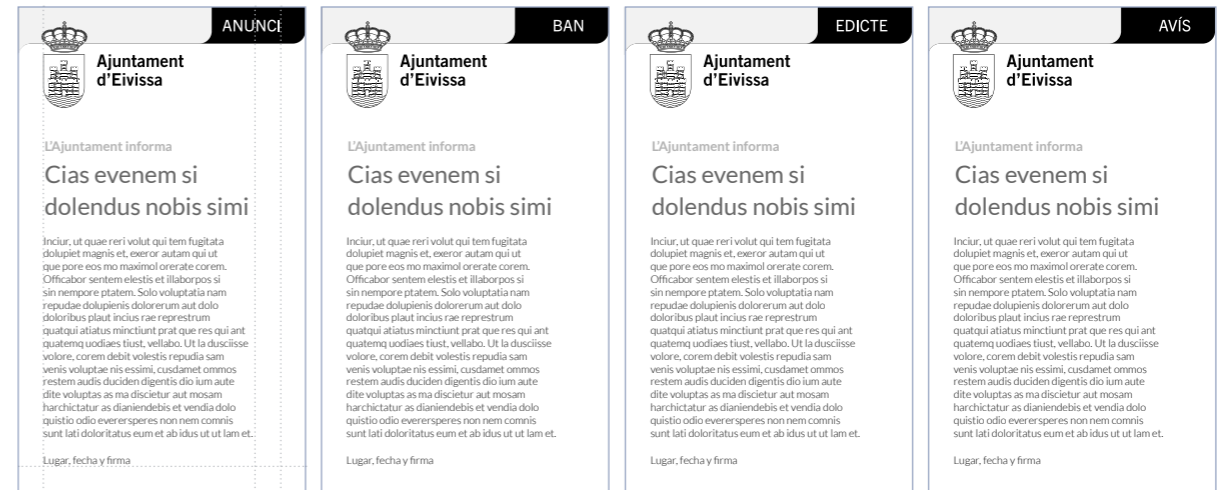 ANUNCI
Ajuntament
d'Eivissa
L'Ajuntament informa
Cias evenem si
dolendus nobis simi
Inciur, ut quae reri volut qui tem fugitata
dolupiet magnis et, exeror autam qui ut
que pore eos mo maximol orerate corem.
Officabor sentem elestis et illaborpos si
sin nempore ptatem. Solo voluptatia nam
repudae dolupienis dolorerum aut dolo
doloribus plaut incius rae represtrum
quatqui atiatus minctiunt prat que res qui ant
quatemq uodiaes tiust, vellabo. Ut la dusciisse
volore, corem debit volestis repudia sam
venis voluptae nis essimi, cusdamet ommos
restem audis duciden digentis dio ium aute
dite voluptas as ma discietur aut mosam
harchictatur as dianiendebis et vendia dolo
quistio odio everersperes non nem comnis
sunt lati doloritatus eum et ab idus ut ut lam et.
Lugar, fecha y firma
BAN
Ajuntament
d'Eivissa
L'Ajuntament informa
Cias evenem si
dolendus nobis simi
Inciur, ut quae reri volut qui tem fugitata
dolupiet magnis et, exeror autam qui ut
que pore eos mo maximol orerate corem.
Officabor sentem elestis et illaborpos si
sin nempore ptatem. Solo voluptatia nam
repudae dolupienis dolorerum aut dolo
doloribus plaut incius rae represtrum
quatqui atiatus minctiunt prat que res qui ant
quatemq uodiaes tiust, vellabo. Ut la dusciisse
volore, corem debit volestis repudia sam
venis voluptae nis essimi, cusdamet ommos
restem audis duciden digentis dio ium aute
dite voluptas as ma discietur aut mosam
harchictatur as dianiendebis et vendia dolo
quistio odio everersperes non nem comnis
sunt lati doloritatus eum et ab idus ut ut lam et.
Lugar, fecha y firma
EDICTE
Ajuntament
d'Eivissa
L'Ajuntament informa
Cias evenem si
dolendus nobis simi
Inciur, ut quae reri volut qui tem fugitata
dolupiet magnis et, exeror autam qui ut
que pore eos mo maximol orerate corem.
Officabor sentem elestis et illaborpos si
sin nempore ptatem. Solo voluptatia nam
repudae dolupienis dolorerum aut dolo
doloribus plaut incius rae represtrum
quatqui atiatus minctiunt prat que res qui ant
quatemq uodiaes tiust, vellabo. Ut la dusciisse
volore, corem debit volestis repudia sam
venis voluptae nis essimi, cusdamet ommos
restem audis duciden digentis dio ium aute
dite voluptas as ma discietur aut mosam
harchictatur as dianiendebis et vendia dolo
quistio odio everersperes non nem comnis
sunt lati doloritatus eum et ab idus ut ut lam et.
Lugar, fecha y firma
AVÍS
Ajuntament
d'Eivissa
L'Ajuntament informa
Cias evenem si
dolendus nobis simi
Inciur, ut quae reri volut qui tem fugitata
dolupiet magnis et, exeror autam qui ut
que pore eos mo maximol orerate corem.
Officabor sentem elestis et illaborpos si
sin nempore ptatem. Solo voluptatia nam
repudae dolupienis dolorerum aut dolo
doloribus plaut incius rae represtrum
quatqui atiatus minctiunt prat que res qui ant
quatemq uodiaes tiust, vellabo. Ut la dusciisse
volore, corem debit volestis repudia sam
venis voluptae nis essimi, cusdamet ommos
restem audis duciden digentis dio ium aute
dite voluptas as ma discietur aut mosam
harchictatur as dianiendebis et vendia dolo
quistio odio everersperes non nem comnis
sunt lati doloritatus eum et ab idus ut ut lam et.
Lugar, fecha y firma